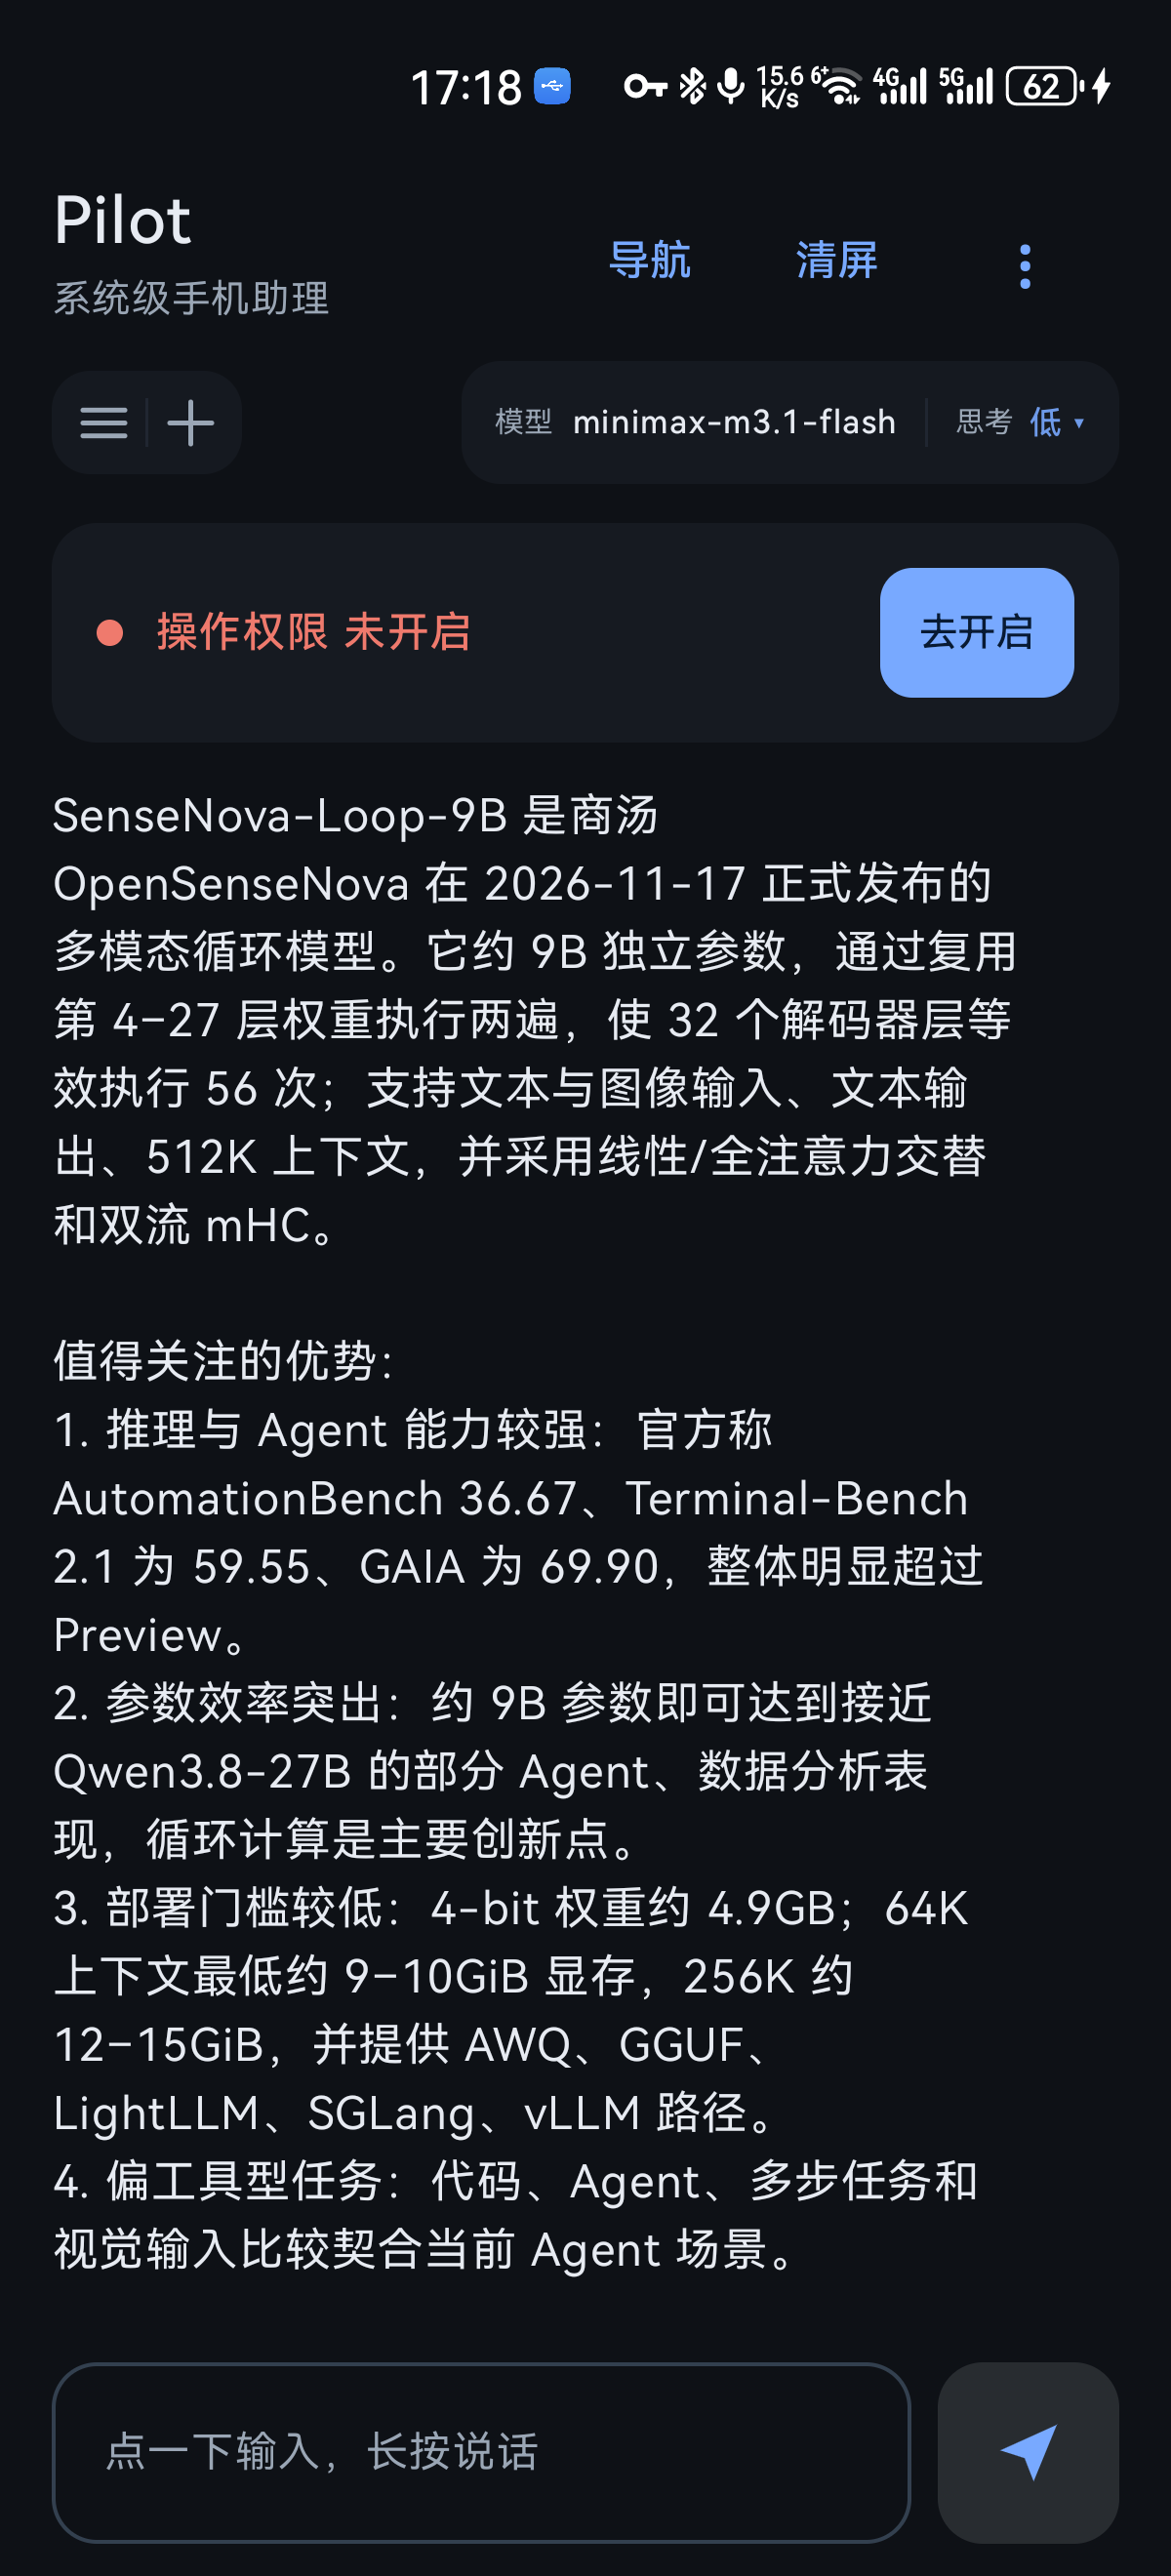 17:18
15.6 K/s
6+
4G
5G
62
Pilot
系统级手机助理
导航
清屏
模型 minimax-m3.1-flash
思考 低
操作权限 未开启
去开启
SenseNova-Loop-9B 是商汤
OpenSenseNova 在 2026-11-17 正式发布的
多模态循环模型。它约 9B 独立参数，通过复用
第 4–27 层权重执行两遍，使 32 个解码器层等
效执行 56 次；支持文本与图像输入、文本输
出、512K 上下文，并采用线性/全注意力交替
和双流 mHC。
值得关注的优势：
1. 推理与 Agent 能力较强：官方称
AutomationBench 36.67、Terminal-Bench
2.1 为 59.55、GAIA 为 69.90，整体明显超过
Preview。
2. 参数效率突出：约 9B 参数即可达到接近
Qwen3.8-27B 的部分 Agent、数据分析表
现，循环计算是主要创新点。
3. 部署门槛较低：4-bit 权重约 4.9GB；64K
上下文最低约 9–10GiB 显存，256K 约
12–15GiB，并提供 AWQ、GGUF、
LightLLM、SGLang、vLLM 路径。
4. 偏工具型任务：代码、Agent、多步任务和
视觉输入比较契合当前 Agent 场景。
点一下输入，长按说话